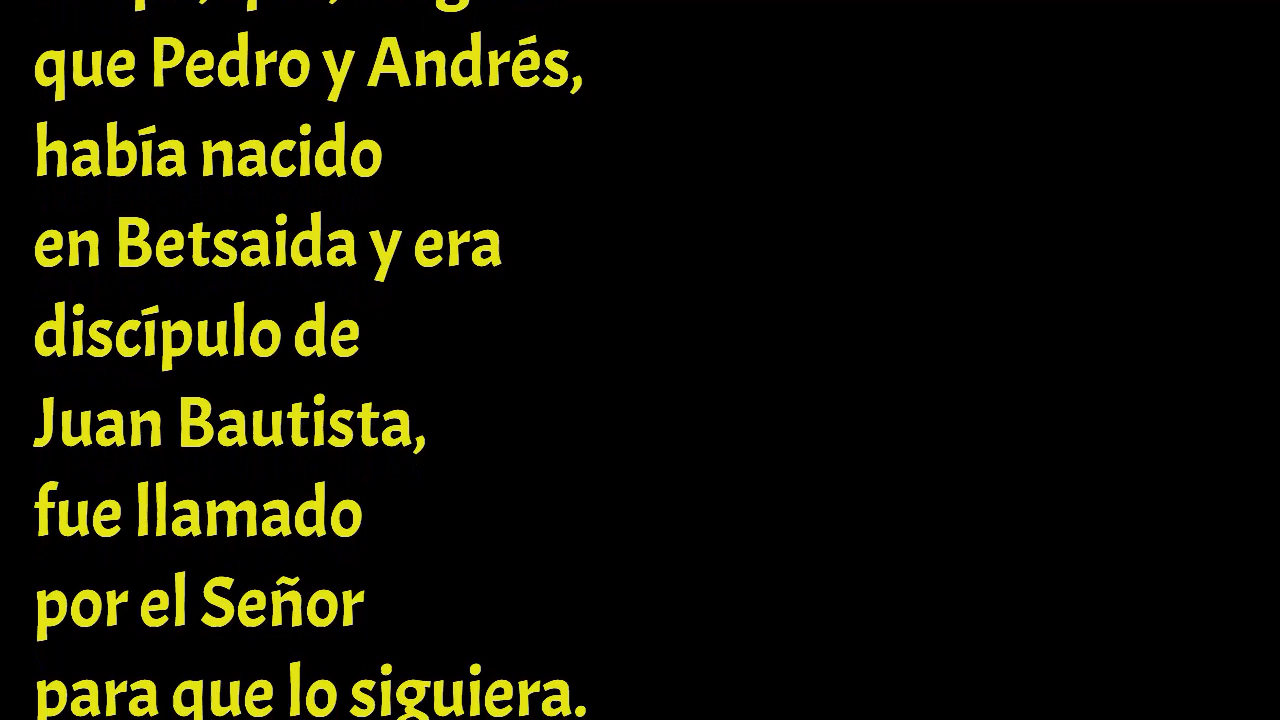 que Pedro y Andrés,
había nacido
en Betsaida y era
discípulo de
Juan Bautista,
fue llamado
por el Señor
para que lo siguiera.